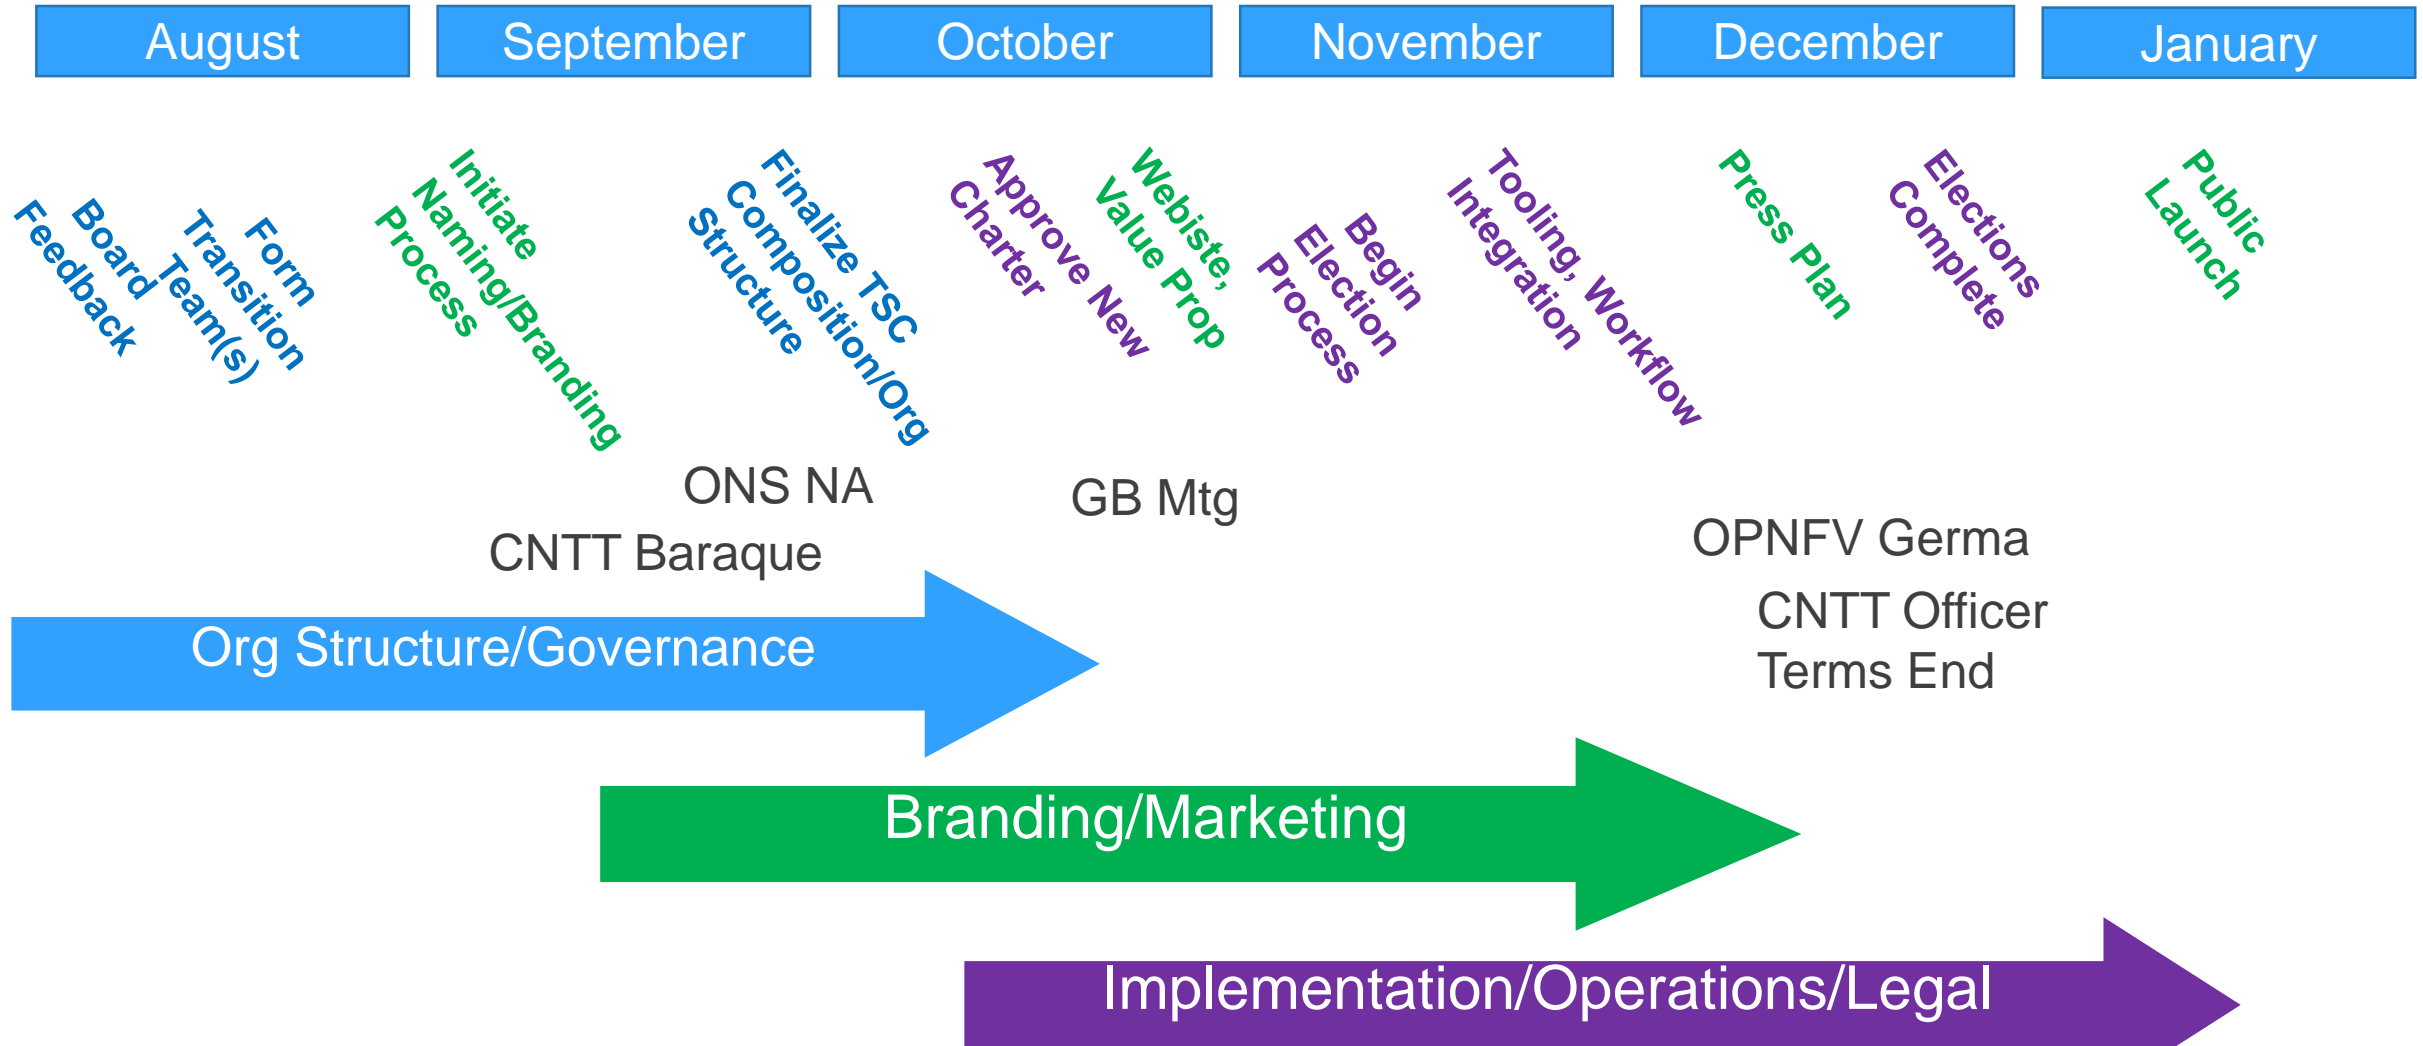 August
September
October
November
December
January
Board
Feedback
Form
Transition
Team(s)
Initiate
Naming/Branding
Process
Finalize TSC
Composition/Org
Structure
Approve New
Charter
Webiste,
Value Prop
Begin
Election
Process
Tooling, Workflow
Integration
Press Plan
Elections
Complete
Public
Launch
ONS NA
CNTT Baraque
GB Mtg
OPNFV Germa
CNTT Officer
Terms End
Org Structure/Governance
Branding/Marketing
Implementation/Operations/Legal